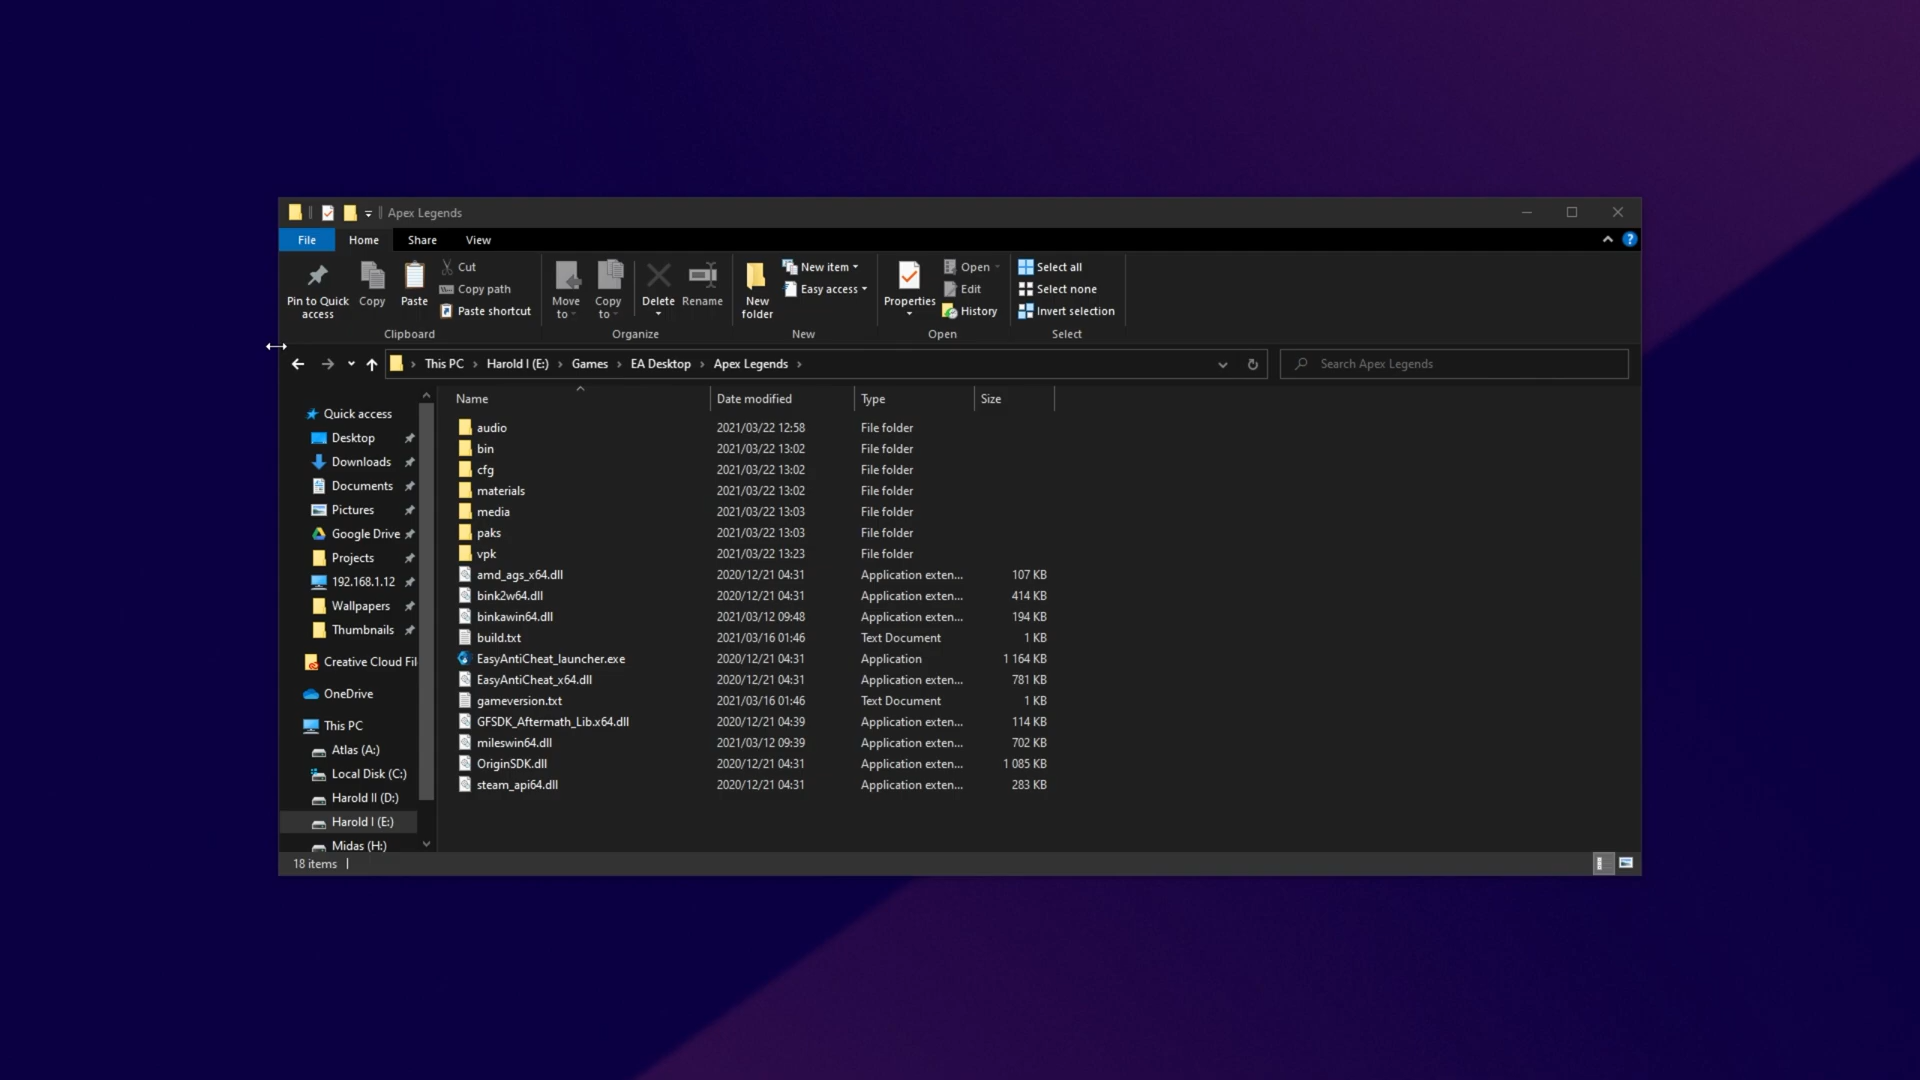 Apex Legends
File Home Share View
Pin to Quick access
Copy
Paste
Cut
Copy path
Paste shortcut
Clipboard
Move to
Copy to
Delete
Rename
Organize
New folder
New item
Easy access
New
Properties
Open
Edit
History
Open
Select all
Select none
Invert selection
Select
This PC › Harold I (E:) › Games › EA Desktop › Apex Legends ›
Search Apex Legends
Quick access
Desktop
Downloads
Documents
Pictures
Google Drive
Projects
192.168.1.12
Wallpapers
Thumbnails
Creative Cloud Fil
OneDrive
This PC
Atlas (A:)
Local Disk (C:)
Harold II (D:)
Harold I (E:)
Midas (H:)
Name Date modified Type Size
audio 2021/03/22 12:58 File folder
bin 2021/03/22 13:02 File folder
cfg 2021/03/22 13:02 File folder
materials 2021/03/22 13:02 File folder
media 2021/03/22 13:03 File folder
paks 2021/03/22 13:03 File folder
vpk 2021/03/22 13:23 File folder
amd_ags_x64.dll 2020/12/21 04:31 Application exten... 107 KB
bink2w64.dll 2020/12/21 04:31 Application exten... 414 KB
binkawin64.dll 2021/03/12 09:48 Application exten... 194 KB
build.txt 2021/03/16 01:46 Text Document 1 KB
EasyAntiCheat_launcher.exe 2020/12/21 04:31 Application 1 164 KB
EasyAntiCheat_x64.dll 2020/12/21 04:31 Application exten... 781 KB
gameversion.txt 2021/03/16 01:46 Text Document 1 KB
GFSDK_Aftermath_Lib.x64.dll 2020/12/21 04:39 Application exten... 114 KB
mileswin64.dll 2021/03/12 09:39 Application exten... 702 KB
OriginSDK.dll 2020/12/21 04:31 Application exten... 1 085 KB
steam_api64.dll 2020/12/21 04:31 Application exten... 283 KB
18 items